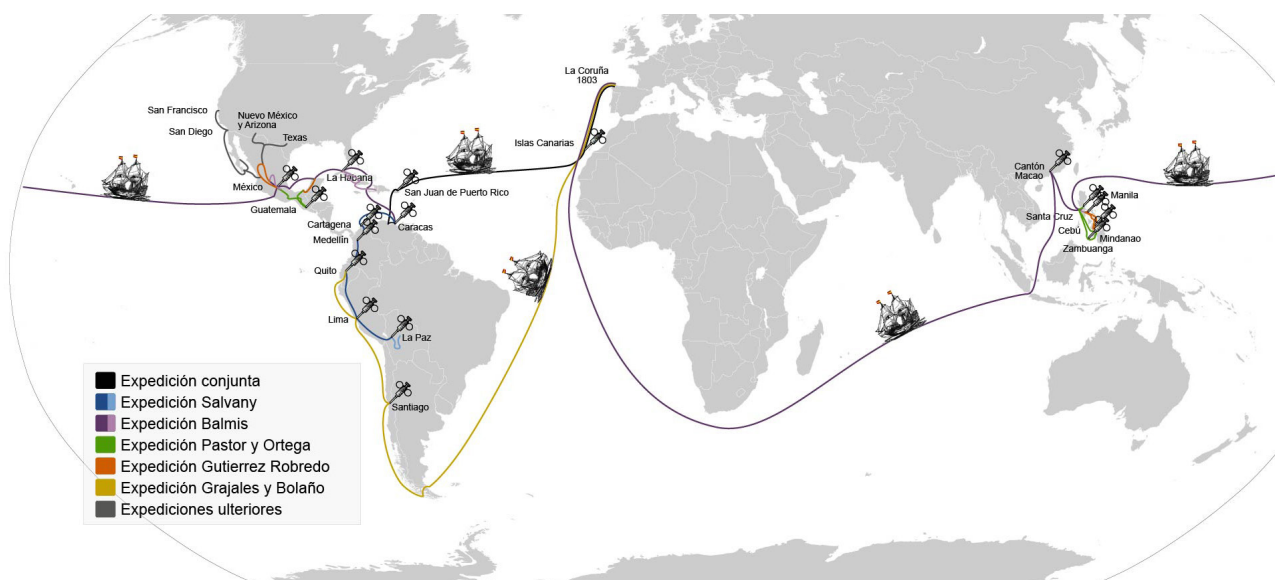 La Coruña
1803
San Francisco
Nuevo México
y Arizona
San Diego
Texas
Islas Canarias
La Habana
México
San Juan de Puerto Rico
Guatemala
Cartagena
Caracas
Medellín
Quito
Lima
La Paz
Santiago
Cantón
Macao
Manila
Santa Cruz
Cebú
Mindanao
Zambuanga
Expedición conjunta
Expedición Salvany
Expedición Balmis
Expedición Pastor y Ortega
Expedición Gutierrez Robredo
Expedición Grajales y Bolaño
Expediciones ulteriores